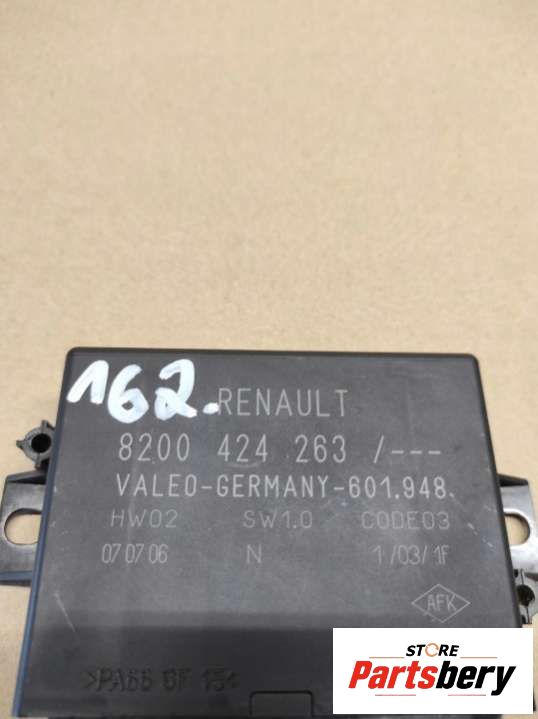 162. RENAULT
8200 424 263 /---
VALEO-GERMANY-601.948.
HW02 SW1.0 CODE03
07 07 06 N 1/03/1F
AFK
>PA66 GF 15<
STORE
Partsbery